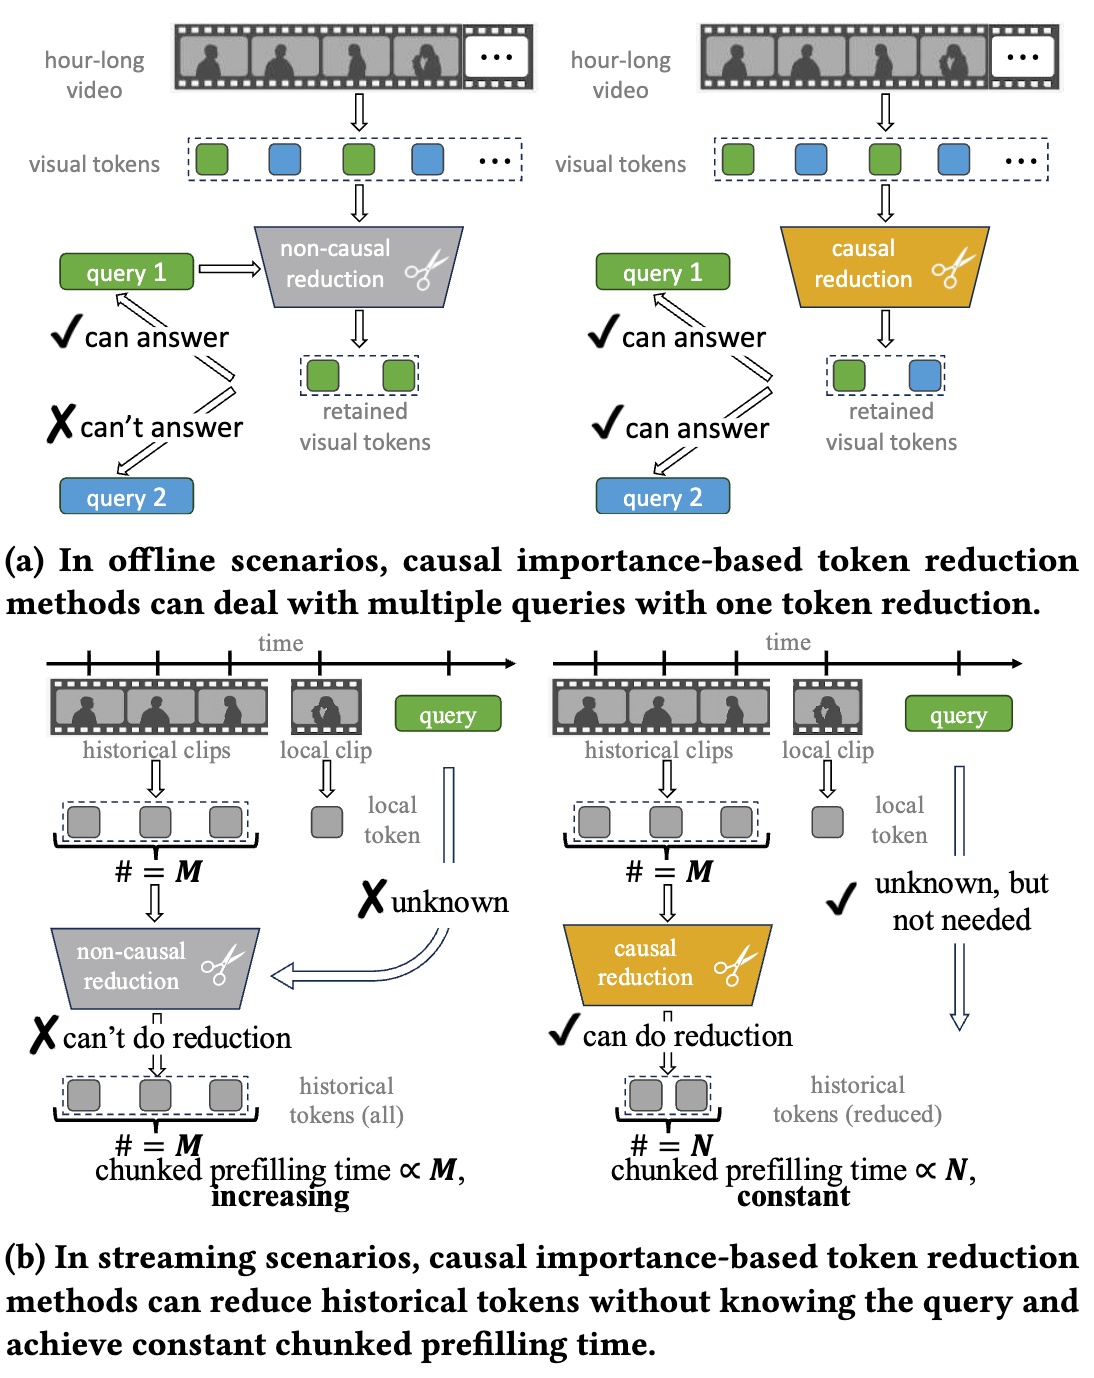 hour-long
video
visual tokens
non-causal
reduction
query 1
✓can answer
✗can't answer
query 2
retained
visual tokens
hour-long
video
visual tokens
causal
reduction
query 1
✓can answer
✓can answer
query 2
retained
visual tokens
(a) In offline scenarios, causal importance-based token reduction
methods can deal with multiple queries with one token reduction.
time
query
historical clips
local clip
local
token
# = M
✗unknown
non-causal
reduction
✗can't do reduction
historical
tokens (all)
# = M
chunked prefilling time ∝ M,
increasing
time
query
historical clips
local clip
local
token
# = M
✓ unknown, but
not needed
causal
reduction
✓can do reduction
historical
tokens (reduced)
# = N
chunked prefilling time ∝ N,
constant
(b) In streaming scenarios, causal importance-based token reduction
methods can reduce historical tokens without knowing the query and
achieve constant chunked prefilling time.